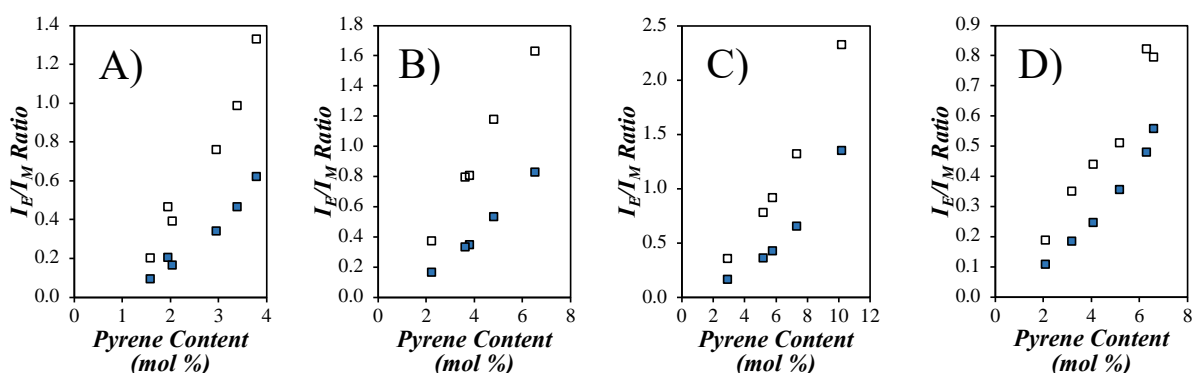 A)
I_E/I_M Ratio
1.4
1.2
1.0
0.8
0.6
0.4
0.2
0.0
0 1 2 3 4
Pyrene Content
(mol %)
B)
I_E/I_M Ratio
1.8
1.6
1.4
1.2
1.0
0.8
0.6
0.4
0.2
0.0
0 2 4 6 8
Pyrene Content
(mol %)
C)
I_E/I_M Ratio
2.5
2.0
1.5
1.0
0.5
0.0
0 2 4 6 8 10 12
Pyrene Content
(mol %)
D)
I_E/I_M Ratio
0.9
0.8
0.7
0.6
0.5
0.4
0.3
0.2
0.1
0.0
0 2 4 6 8
Pyrene Content
(mol %)